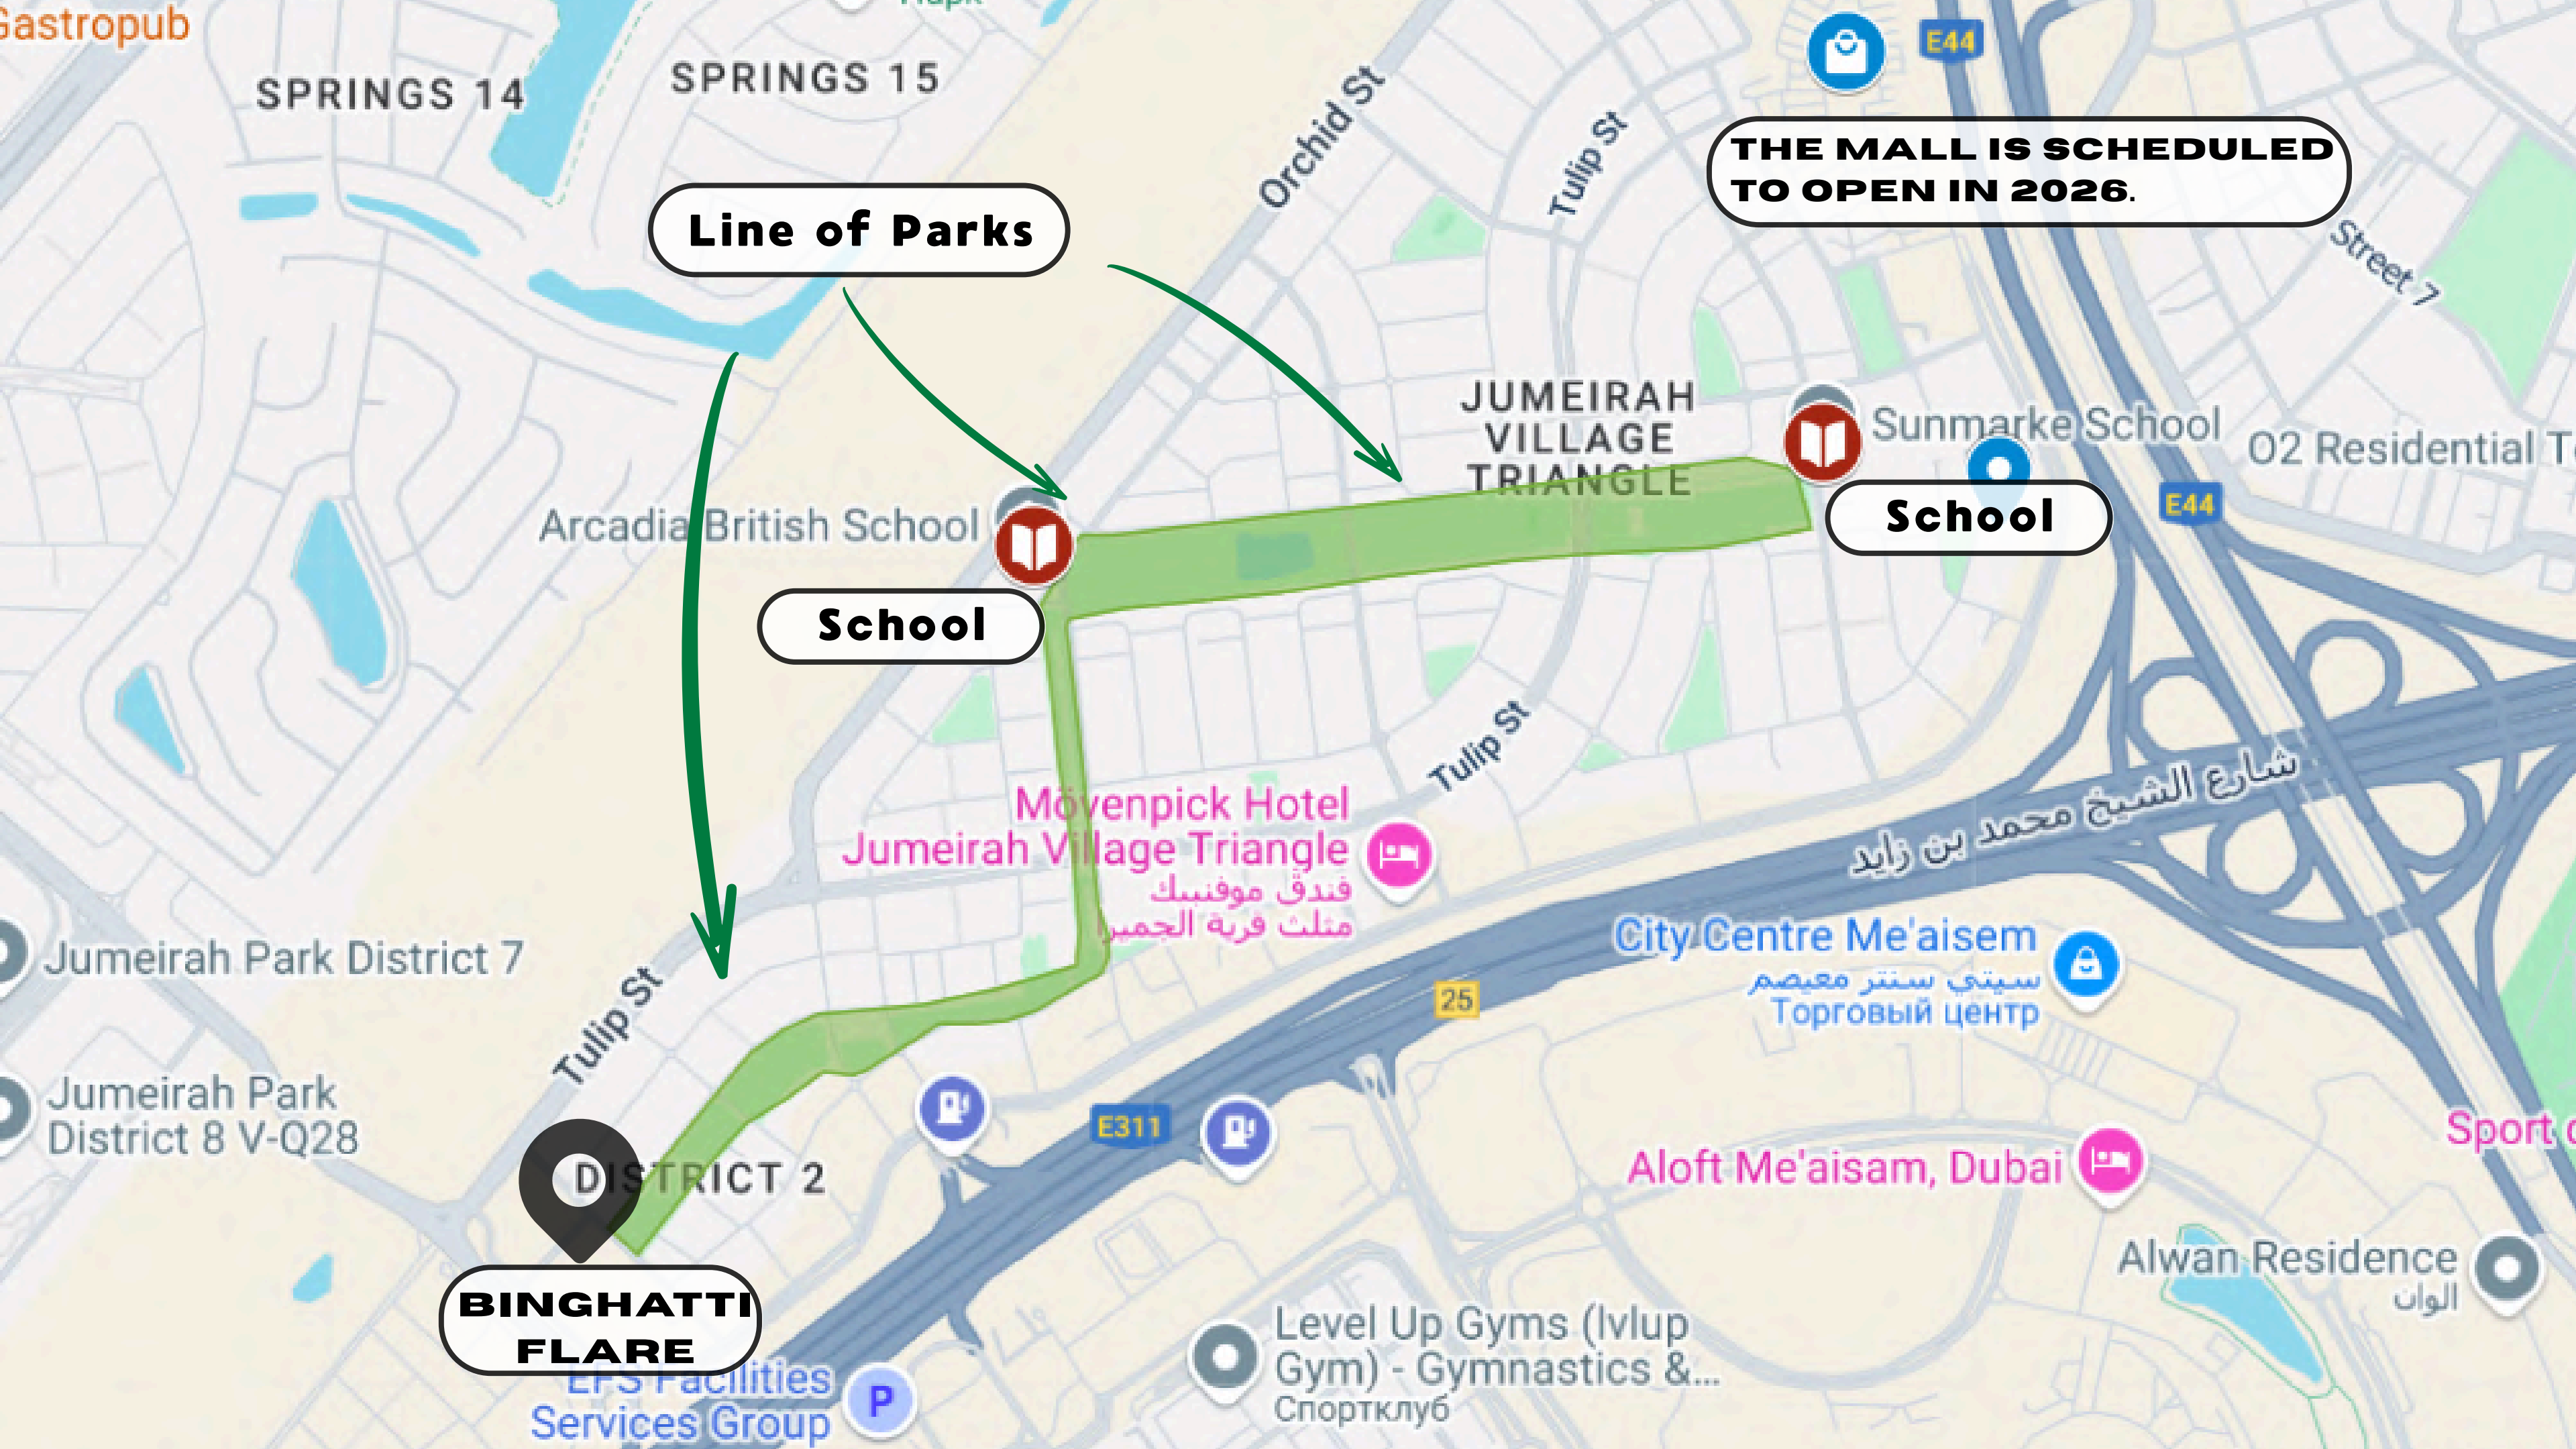 Gastropub
SPRINGS 14
SPRINGS 15
Парк
Orchid St
Tulip St
E44
THE MALL IS SCHEDULED
TO OPEN IN 2026.
Street 7
Line of Parks
JUMEIRAH
VILLAGE
TRIANGLE
Sunmarke School
O2 Residential T
E44
School
Arcadia British School
School
Tulip St
Mövenpick Hotel
Jumeirah Village Triangle
فندق موفنبيك
مثلث قرية الجميرا
شارع الشيخ محمد بن زايد
City Centre Me'aisem
سيتي سنتر معيصم
Торговый центр
25
Jumeirah Park District 7
Tulip St
Jumeirah Park
District 8 V-Q28
E311
DISTRICT 2
Sport
Aloft Me'aisam, Dubai
BINGHATTI
FLARE
Alwan Residence
الوان
EFS Facilities
Services Group
P
Level Up Gyms (lvlup
Gym) - Gymnastics &...
Спортклуб